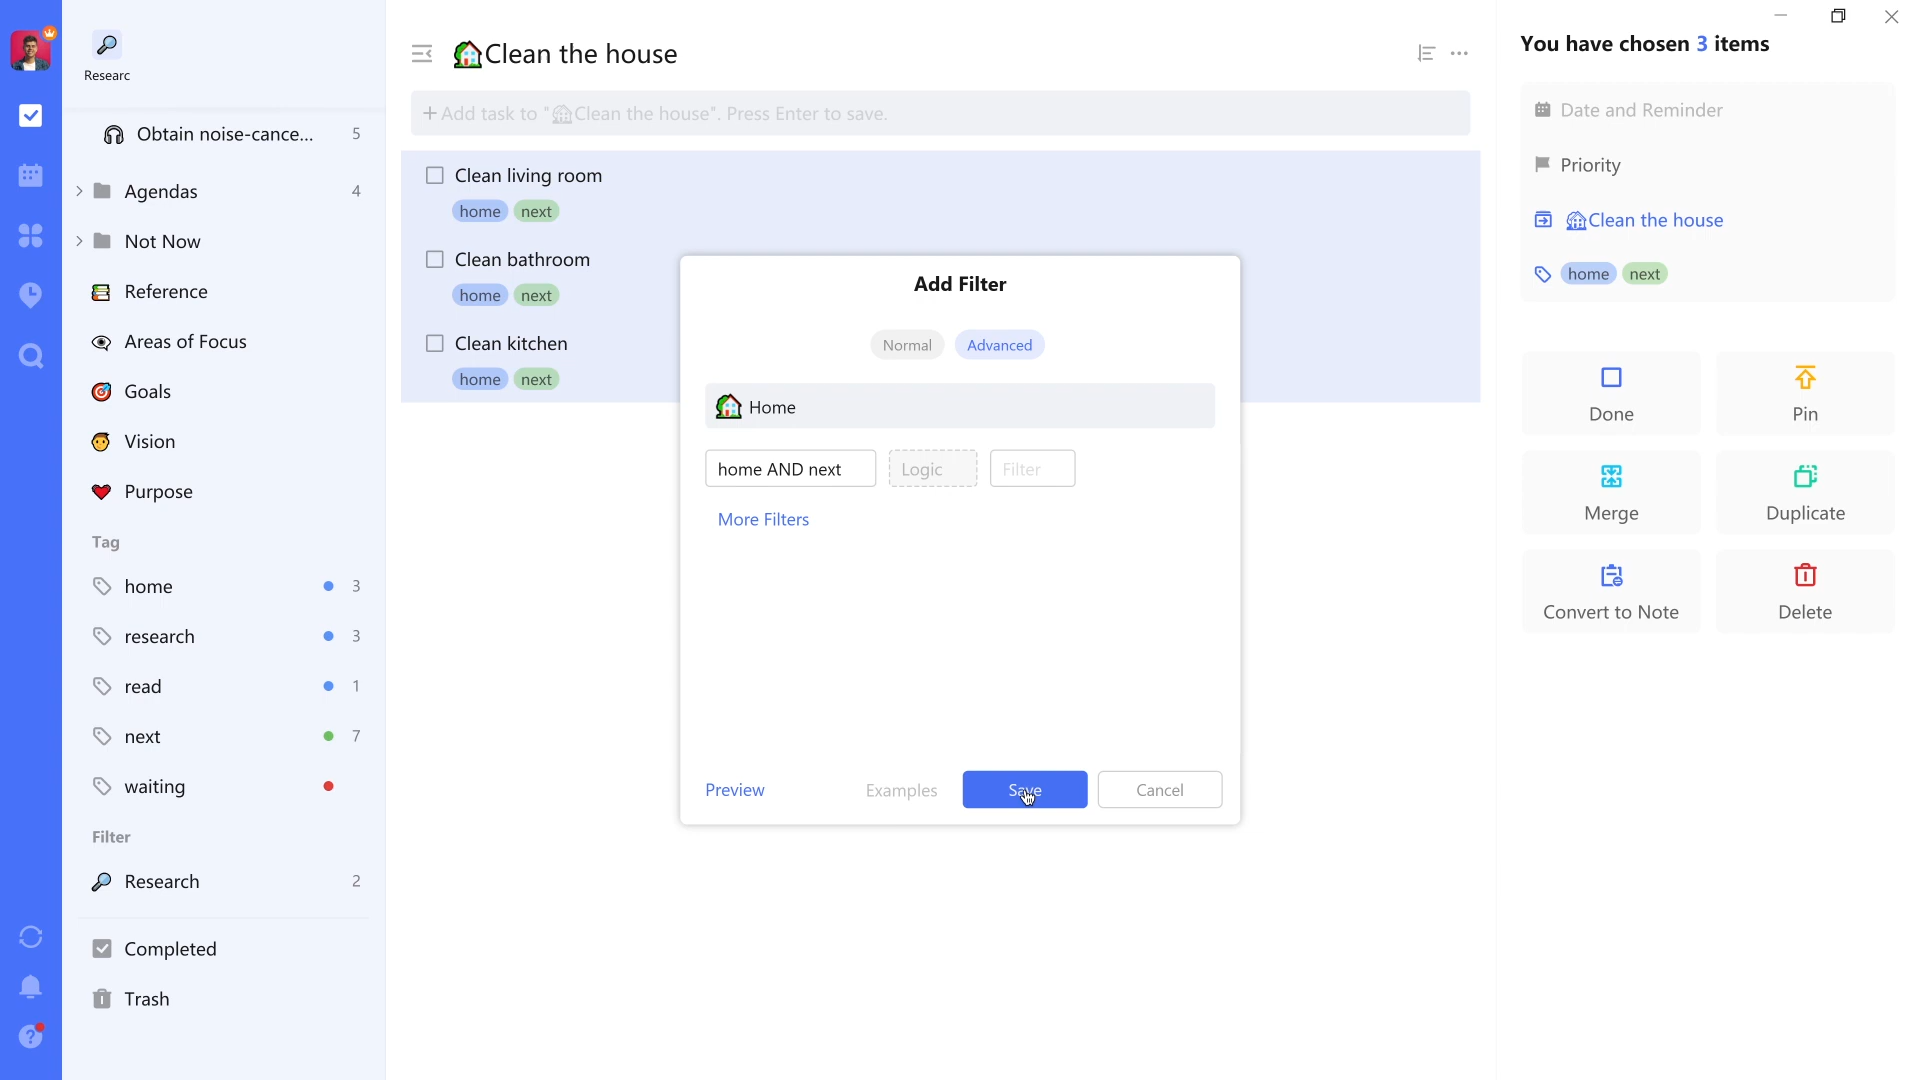 Researc
Obtain noise-cance... 5
Agendas 4
Not Now
Reference
Areas of Focus
Goals
Vision
Purpose
Tag
home 3
research 3
read 1
next 7
waiting
Filter
Research 2
Completed
Trash
Clean the house
Add task to "Clean the house". Press Enter to save.
Clean living room
home next
Clean bathroom
home next
Clean kitchen
home next
Add Filter
Normal Advanced
Home
home AND next Logic Filter
More Filters
Preview Examples Save Cancel
You have chosen 3 items
Date and Reminder
Priority
Clean the house
home next
Done Pin
Merge Duplicate
Convert to Note Delete